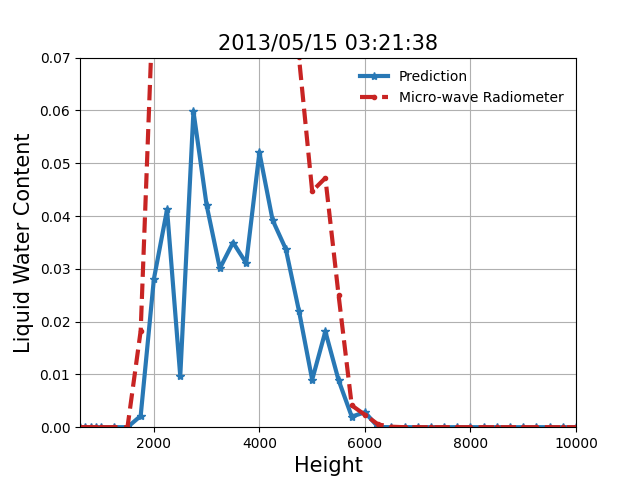 2013/05/15 03:21:38
Prediction
Micro-wave Radiometer
Liquid Water Content
0.07
0.06
0.05
0.04
0.03
0.02
0.01
0.00
2000 4000 6000 8000 10000
Height